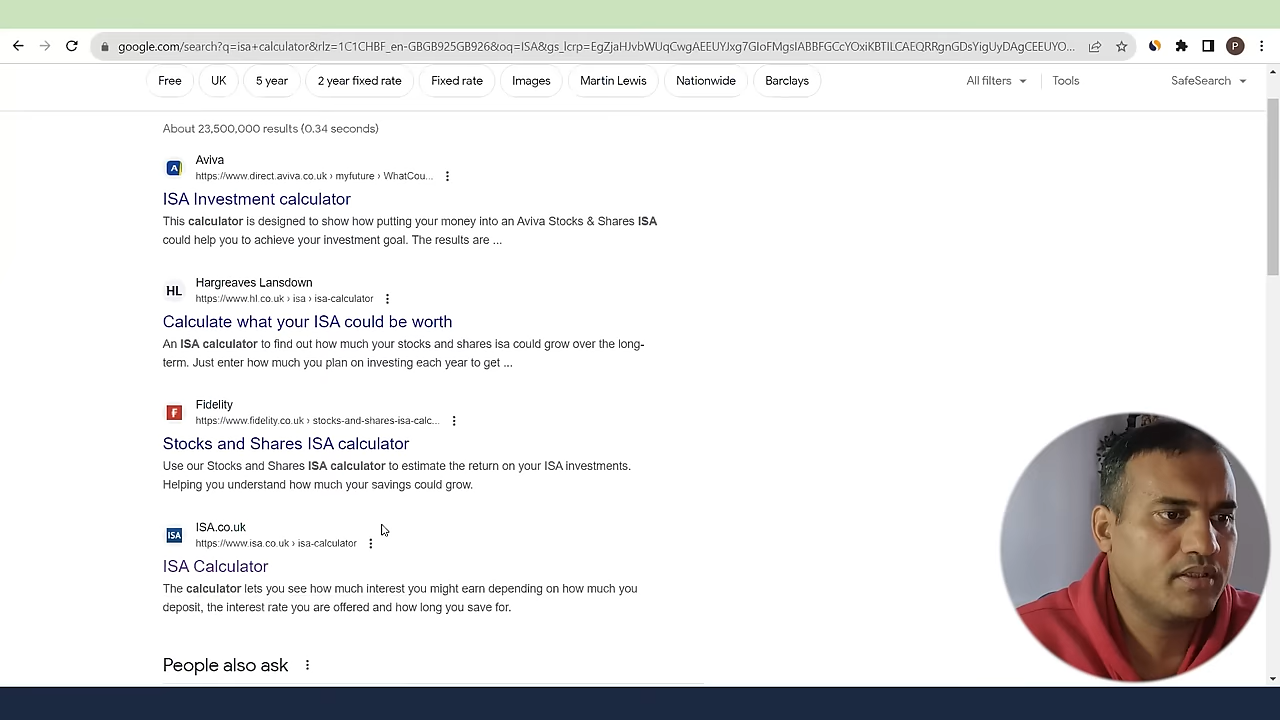 google.com/search?q=isa+calculator&rlz=1C1CHBF_en-GBGB925GB926&oq=ISA&gs_lcrp=EgZjaHJvbWUqCwgAEEUYJxg7GIoFMgsIABBFGCcYOxiKBTILCAEQRRgnGDsYigUyDAgCEEUYO...
P
Free UK 5 year 2 year fixed rate Fixed rate Images Martin Lewis Nationwide Barclays All filters Tools SafeSearch
About 23,500,000 results (0.34 seconds)
A Aviva
https://www.direct.aviva.co.uk › myfuture › WhatCou...
ISA Investment calculator
This calculator is designed to show how putting your money into an Aviva Stocks & Shares ISA
could help you to achieve your investment goal. The results are ...
HL Hargreaves Lansdown
https://www.hl.co.uk › isa › isa-calculator
Calculate what your ISA could be worth
An ISA calculator to find out how much your stocks and shares isa could grow over the long-
term. Just enter how much you plan on investing each year to get ...
F Fidelity
https://www.fidelity.co.uk › stocks-and-shares-isa-calc...
Stocks and Shares ISA calculator
Use our Stocks and Shares ISA calculator to estimate the return on your ISA investments.
Helping you understand how much your savings could grow.
ISA ISA.co.uk
https://www.isa.co.uk › isa-calculator
ISA Calculator
The calculator lets you see how much interest you might earn depending on how much you
deposit, the interest rate you are offered and how long you save for.
People also ask